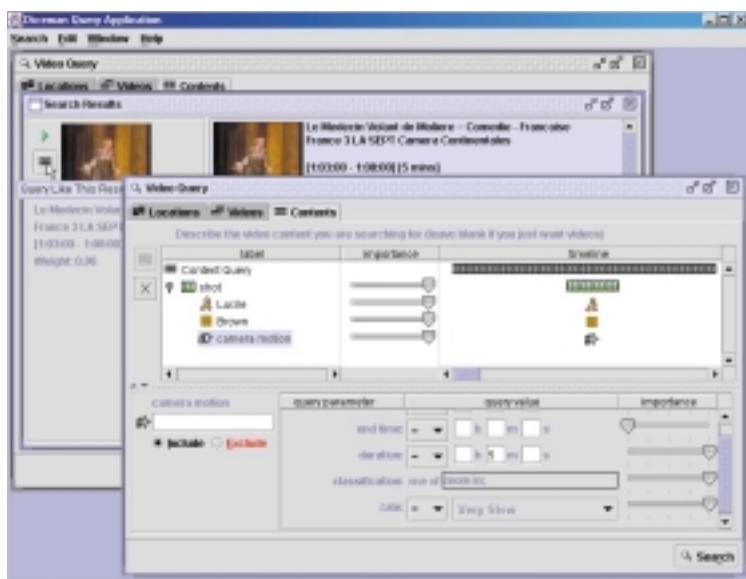 Diceman Query Application
Search Edit Window Help
Video Query
Locations Videos Contents
Search Results
Le Medecin Volant de Moliere - Comedie - Francaise
France 3 LA SEPT Camera Continentales
[1:03:00 - 1:08:00] (5 mins)
Query Like This
Le Medecin
France 3 LA SEPT
[1:03:00 - 1:08:00
Weight: 0.90
Video Query
Locations Videos Contents
Describe the video content you are searching for (leave blank if you just want videos)
label importance timeline
Content Query
shot
Lucile
Brown
camera motion
camera motion
query parameter query value importance
Include Exclude
end time: = h m s
duration: = h 5 m s
classification: one of zoom in;
rate: = Very Slow
Search